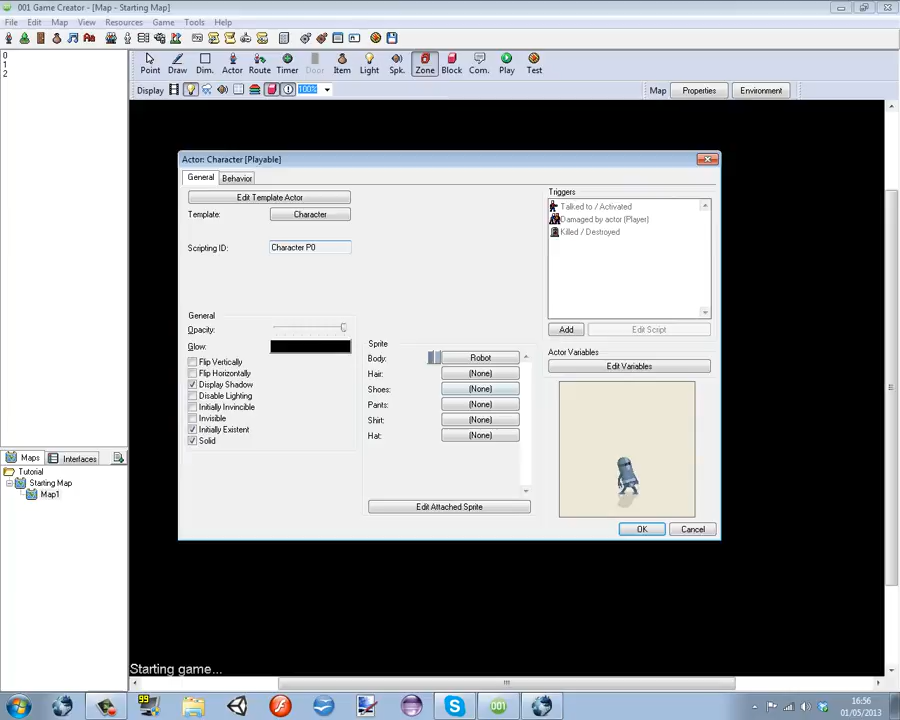 001 Game Creator - [Map - Starting Map]
File Edit Map View Resources Game Tools Help
0
1
2
Point Draw Dim. Actor Route Timer Door Item Light Spk. Zone Block Com. Play Test
Display 100% Map Properties Environment
Actor: Character [Playable]
General Behavior
Edit Template Actor
Template: Character
Scripting ID: Character P0
General
Opacity:
Glow:
Flip Vertically
Flip Horizontally
Display Shadow
Disable Lighting
Initially Invincible
Invisible
Initially Existent
Solid
Sprite
Body: Robot
Hair: (None)
Shoes: (None)
Pants: (None)
Shirt: (None)
Hat: (None)
Edit Attached Sprite
Triggers
Talked to / Activated
Damaged by actor (Player)
Killed / Destroyed
Add Edit Script
Actor Variables
Edit Variables
OK Cancel
Maps Interfaces
Tutorial
Starting Map
Map1
Starting game...
99
001
16:56
01/05/2013